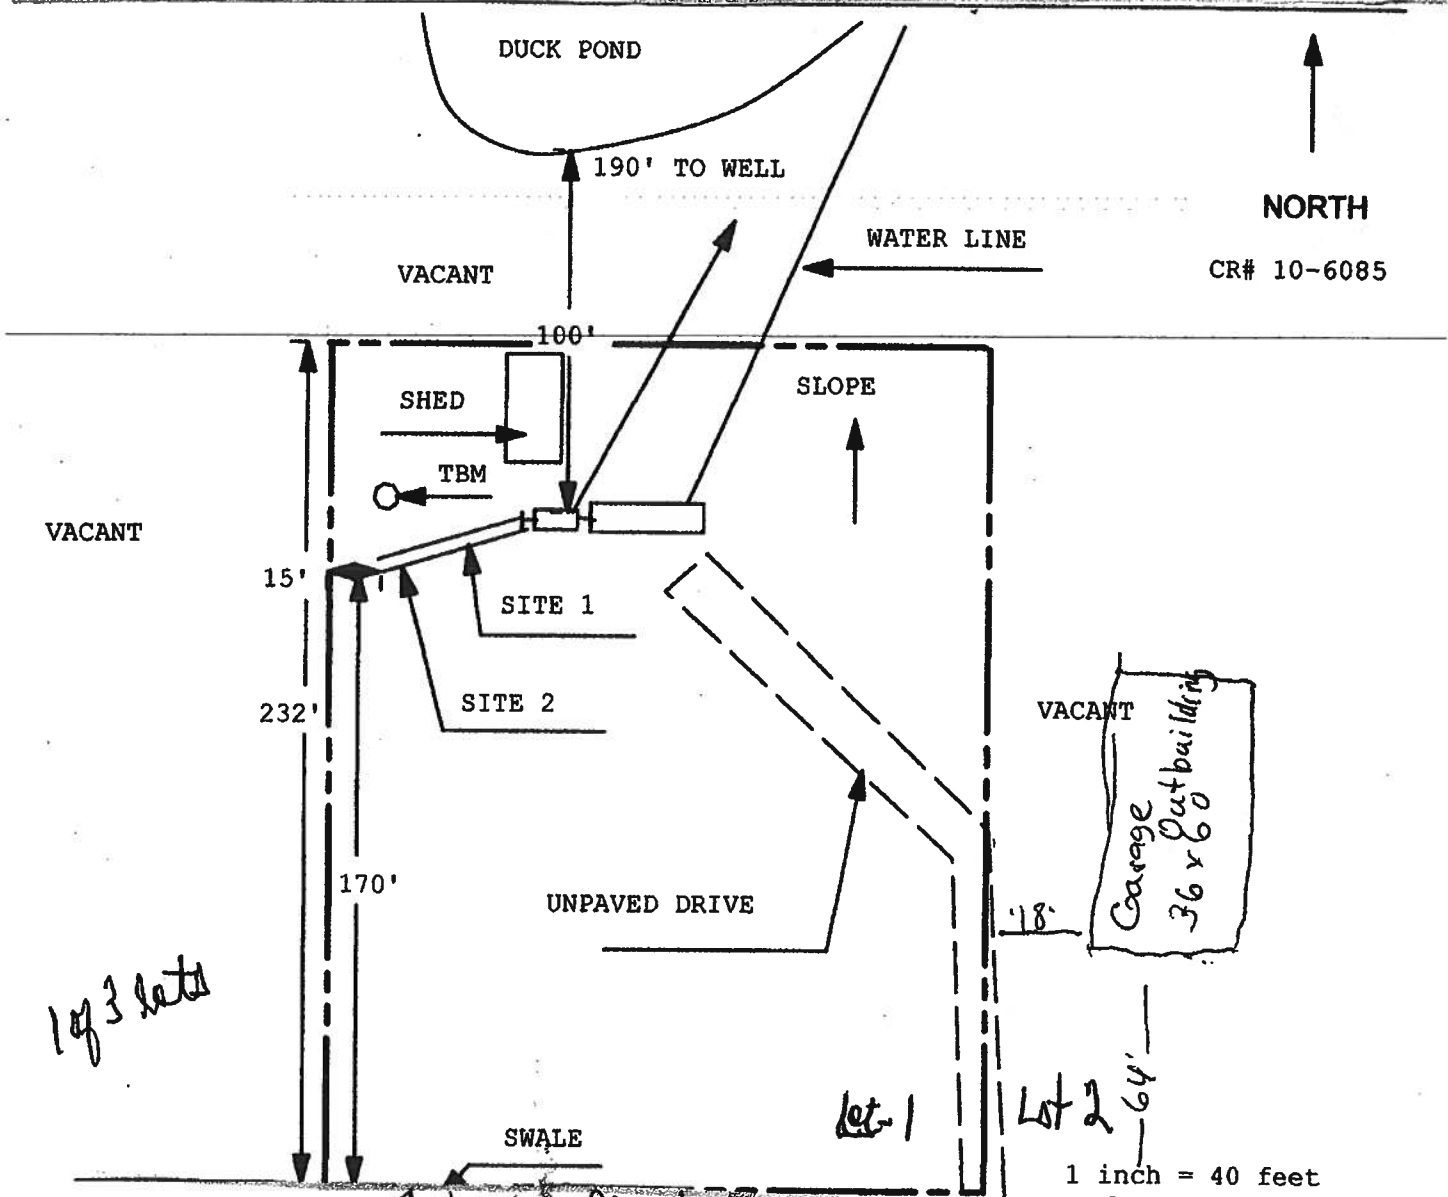 DUCK POND
190' TO WELL
NORTH
WATER LINE
CR# 10-6085
VACANT
100'
SLOPE
SHED
TBM
VACANT
15'
SITE 1
SITE 2
232'
VACANT
Garage
Outbuilding
36 x 60
170'
UNPAVED DRIVE
18'
1 of 3 Lots
Lot 1
Lot 2
64'
SWALE
1 inch = 40 feet